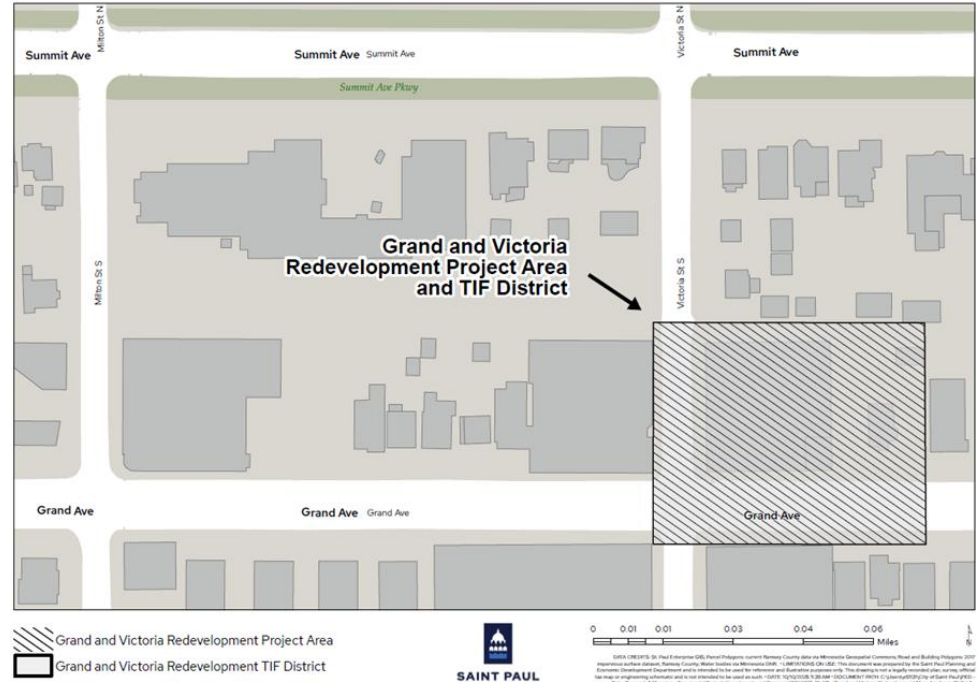 Milton St N
Victoria St N
Summit Ave
Summit Ave Summit Ave
Summit Ave
Summit Ave Pkwy
Grand and Victoria
Redevelopment Project Area
and TIF District
Milton St S
Victoria St S
Grand Ave
Grand Ave Grand Ave
Grand Ave
Grand and Victoria Redevelopment Project Area
Grand and Victoria Redevelopment TIF District
SAINT PAUL
0 0.01 0.01 0.03 0.04 0.06
Miles
N